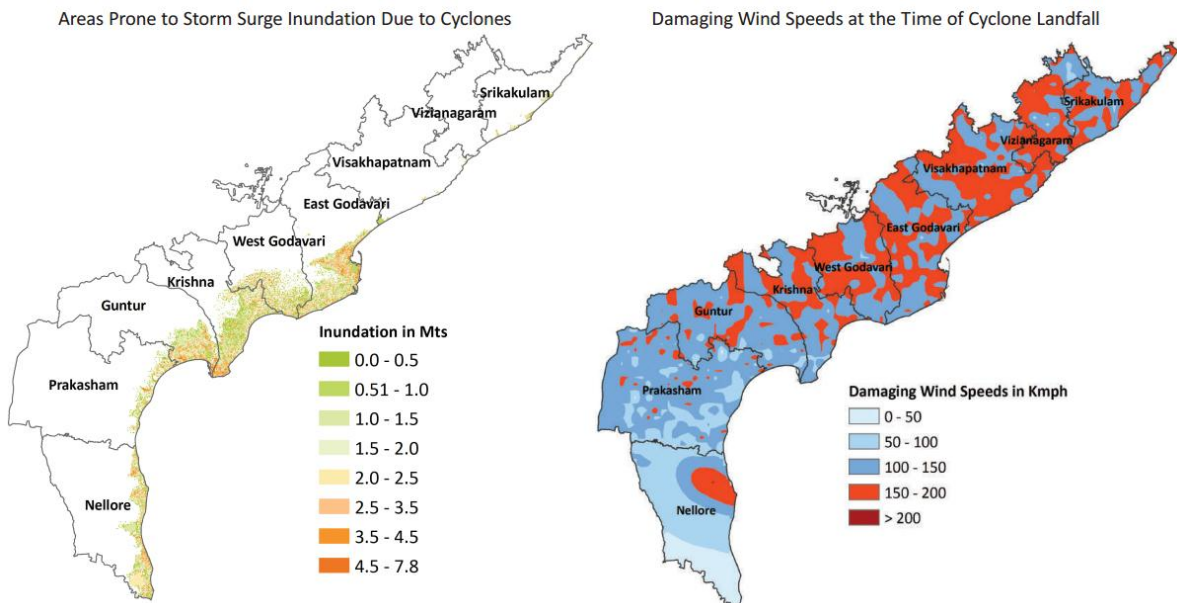 Areas Prone to Storm Surge Inundation Due to Cyclones
Srikakulam
Vizianagaram
Visakhapatnam
East Godavari
West Godavari
Krishna
Guntur
Prakasham
Nellore
Inundation in Mts
0.0 - 0.5
0.51 - 1.0
1.0 - 1.5
1.5 - 2.0
2.0 - 2.5
2.5 - 3.5
3.5 - 4.5
4.5 - 7.8
Damaging Wind Speeds at the Time of Cyclone Landfall
Srikakulam
Vizianagaram
Visakhapatnam
East Godavari
West Godavari
Krishna
Guntur
Prakasham
Nellore
Damaging Wind Speeds in Kmph
0 - 50
50 - 100
100 - 150
150 - 200
> 200